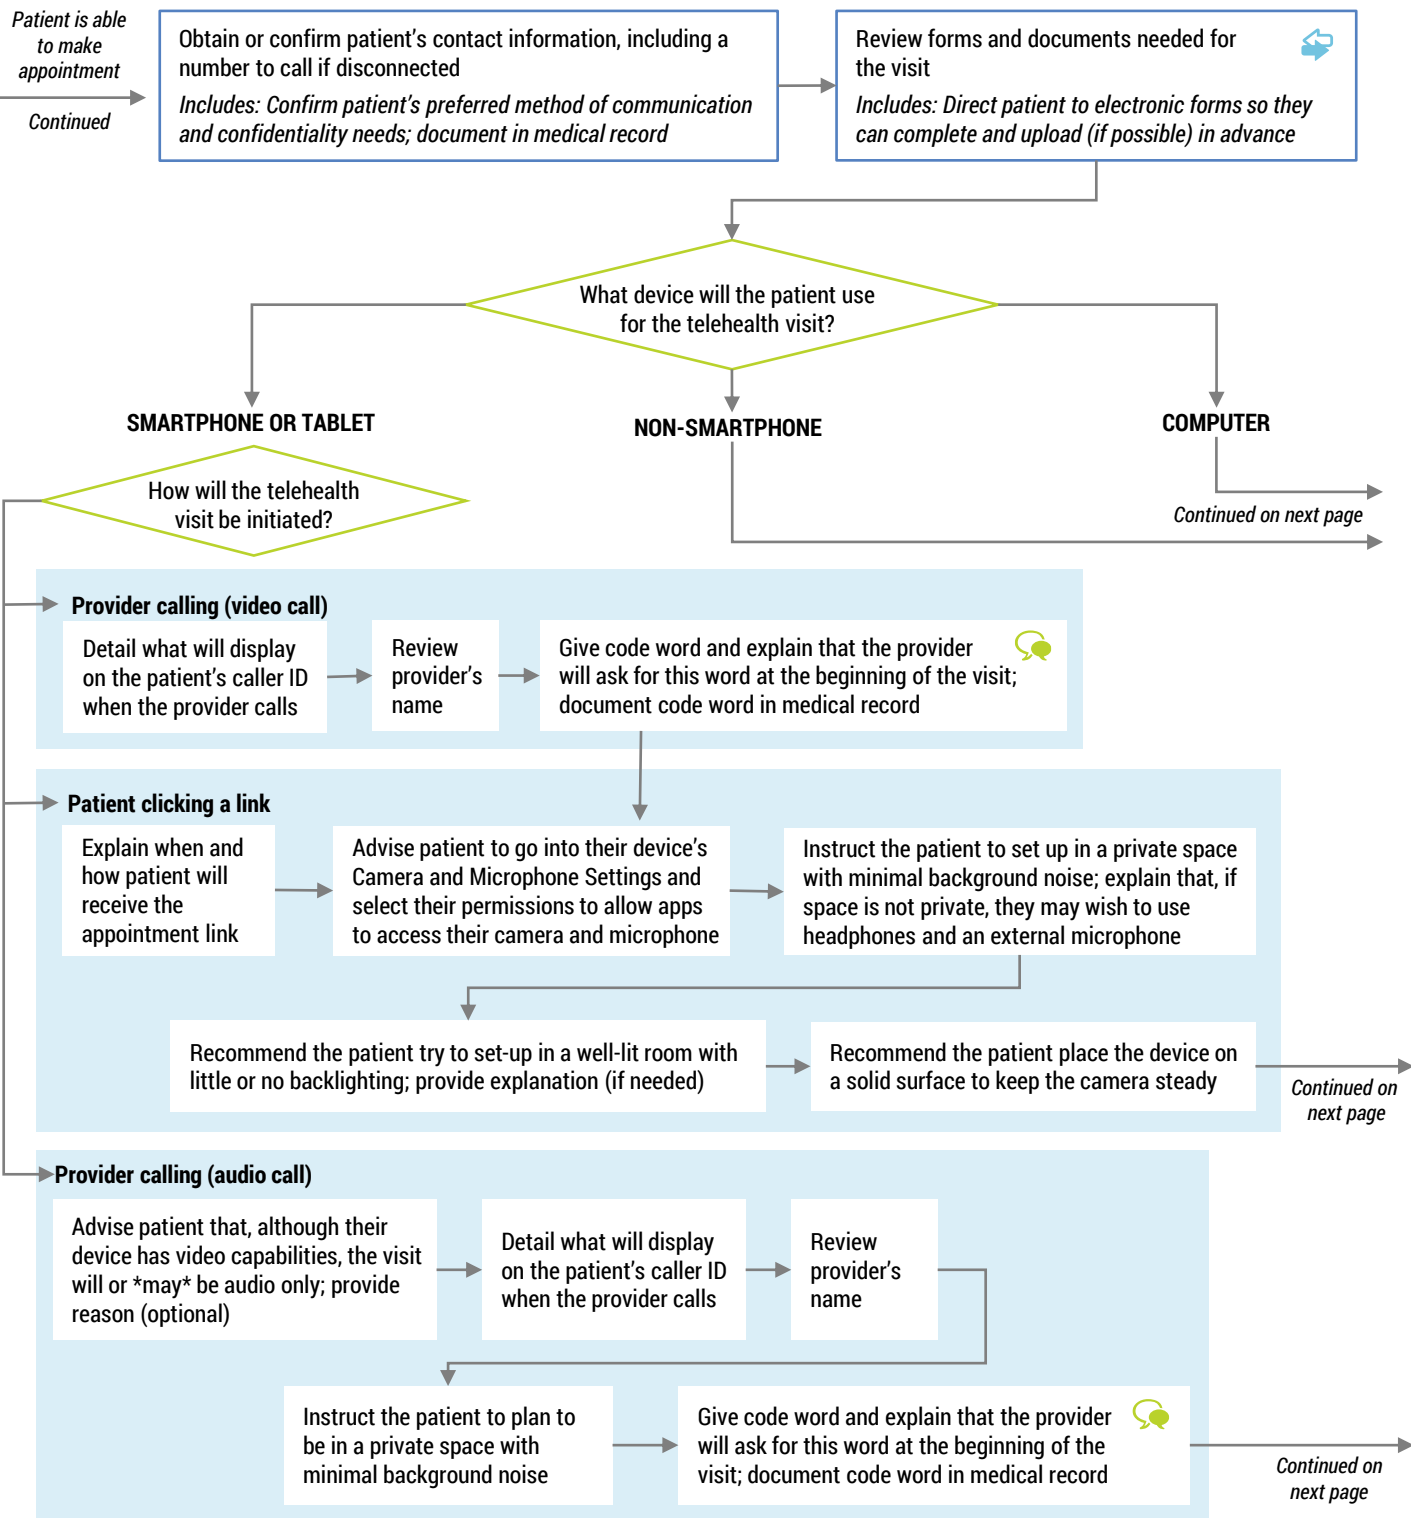 Patient is able
to make
appointment
Continued
Obtain or confirm patient’s contact information, including a
number to call if disconnected
Includes: Confirm patient’s preferred method of communication
and confidentiality needs; document in medical record
Review forms and documents needed for
the visit
Includes: Direct patient to electronic forms so they
can complete and upload (if possible) in advance
What device will the patient use
for the telehealth visit?
SMARTPHONE OR TABLET
NON-SMARTPHONE
COMPUTER
How will the telehealth
visit be initiated?
Continued on next page
Provider calling (video call)
Detail what will display
on the patient’s caller ID
when the provider calls
Review
provider’s
name
Give code word and explain that the provider
will ask for this word at the beginning of the visit;
document code word in medical record
Patient clicking a link
Explain when and
how patient will
receive the
appointment link
Advise patient to go into their device’s
Camera and Microphone Settings and
select their permissions to allow apps
to access their camera and microphone
Instruct the patient to set up in a private space
with minimal background noise; explain that, if
space is not private, they may wish to use
headphones and an external microphone
Recommend the patient try to set-up in a well-lit room with
little or no backlighting; provide explanation (if needed)
Recommend the patient place the device on
a solid surface to keep the camera steady
Continued on
next page
Provider calling (audio call)
Advise patient that, although their
device has video capabilities, the visit
will or *may* be audio only; provide
reason (optional)
Detail what will display
on the patient’s caller ID
when the provider calls
Review
provider’s
name
Instruct the patient to plan to
be in a private space with
minimal background noise
Give code word and explain that the provider
will ask for this word at the beginning of the
visit; document code word in medical record
Continued on
next page